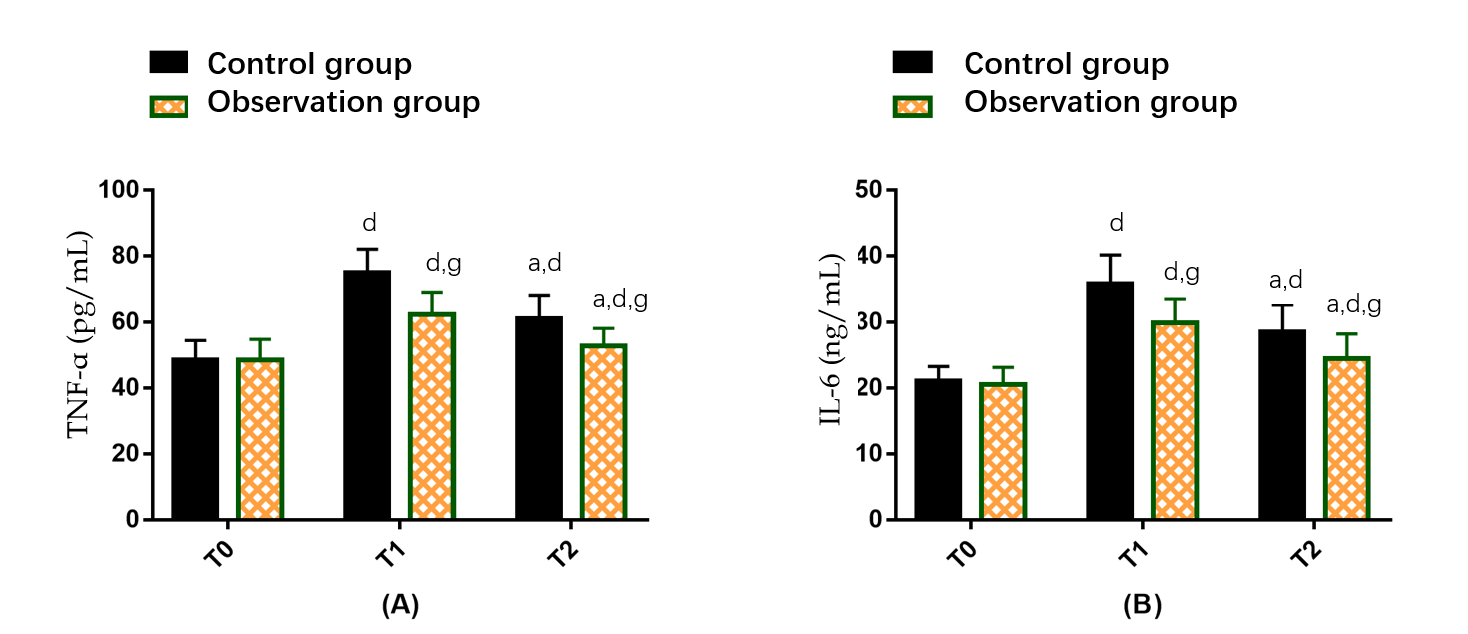 Control group
Observation group
100
80
60
40
20
0
TNF-α (pg/mL)
d
d,g
a,d
a,d,g
T0
T1
T2
(A)
Control group
Observation group
50
40
30
20
10
0
IL-6 (ng/mL)
d
d,g
a,d
a,d,g
T0
T1
T2
(B)